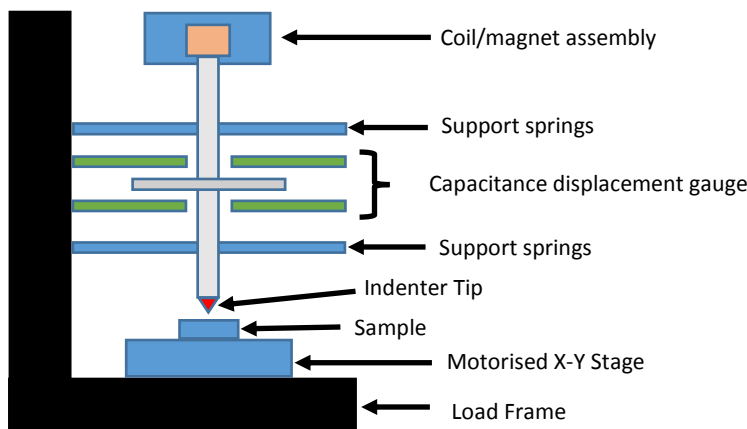 Coil/magnet assembly
Support springs
Capacitance displacement gauge
Support springs
Indenter Tip
Sample
Motorised X-Y Stage
Load Frame